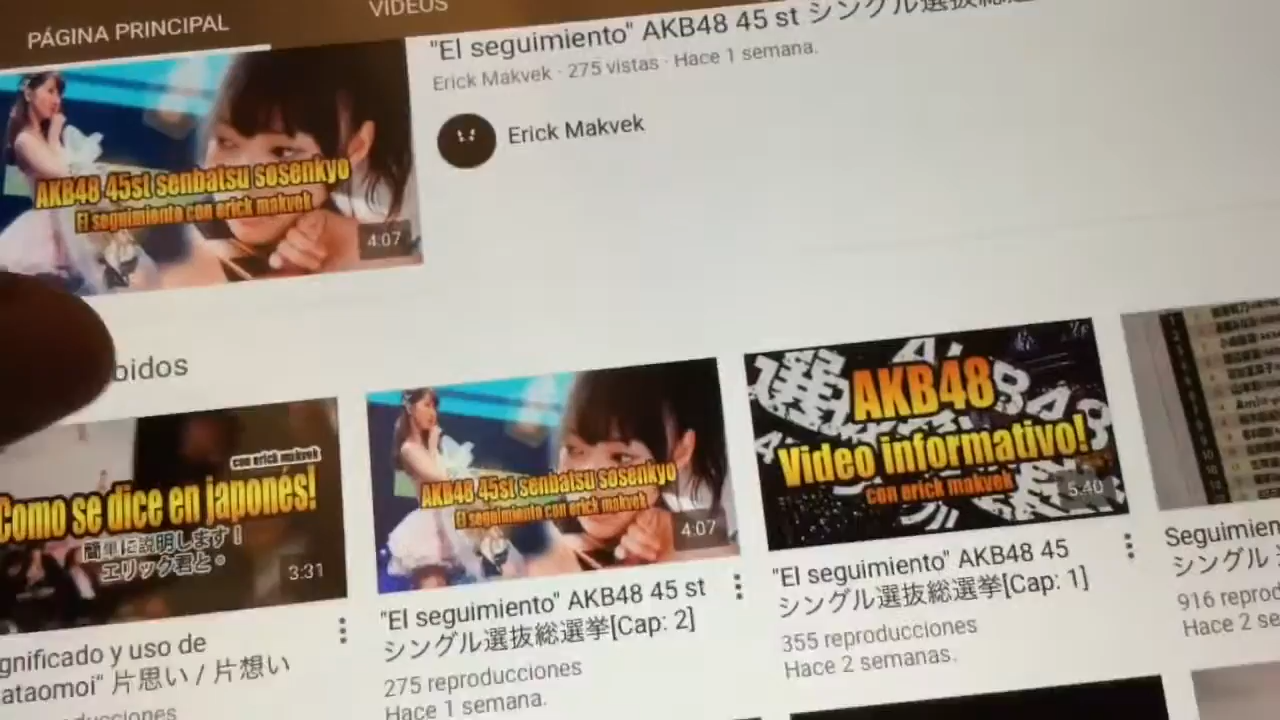 PÁGINA PRINCIPAL
VÍDEOS
"El seguimiento" AKB48 45 st シングル選抜総
Erick Makvek · 275 vistas · Hace 1 semana.
Erick Makvek
AKB48 45st senbatsu sosenkyo
El seguimiento con erick makvek
4:07
bidos
con erick makvek
Como se dice en japonés!
簡単に説明します!
エリック君と。
3:31
gnificado y uso de
ataomoi" 片思い / 片想い
ducciones
AKB48 45st senbatsu sosenkyo
El seguimiento con erick makvek
4:07
"El seguimiento" AKB48 45 st
シングル選抜総選挙[Cap: 2]
275 reproducciones
Hace 1 semana.
選
AKB48
Video informativo!
con erick makvek
5:40
"El seguimiento" AKB48 45
シングル選抜総選挙[Cap: 1]
355 reproducciones
Hace 2 semanas.
Seguimien
シングル
916 reprod
Hace 2 se